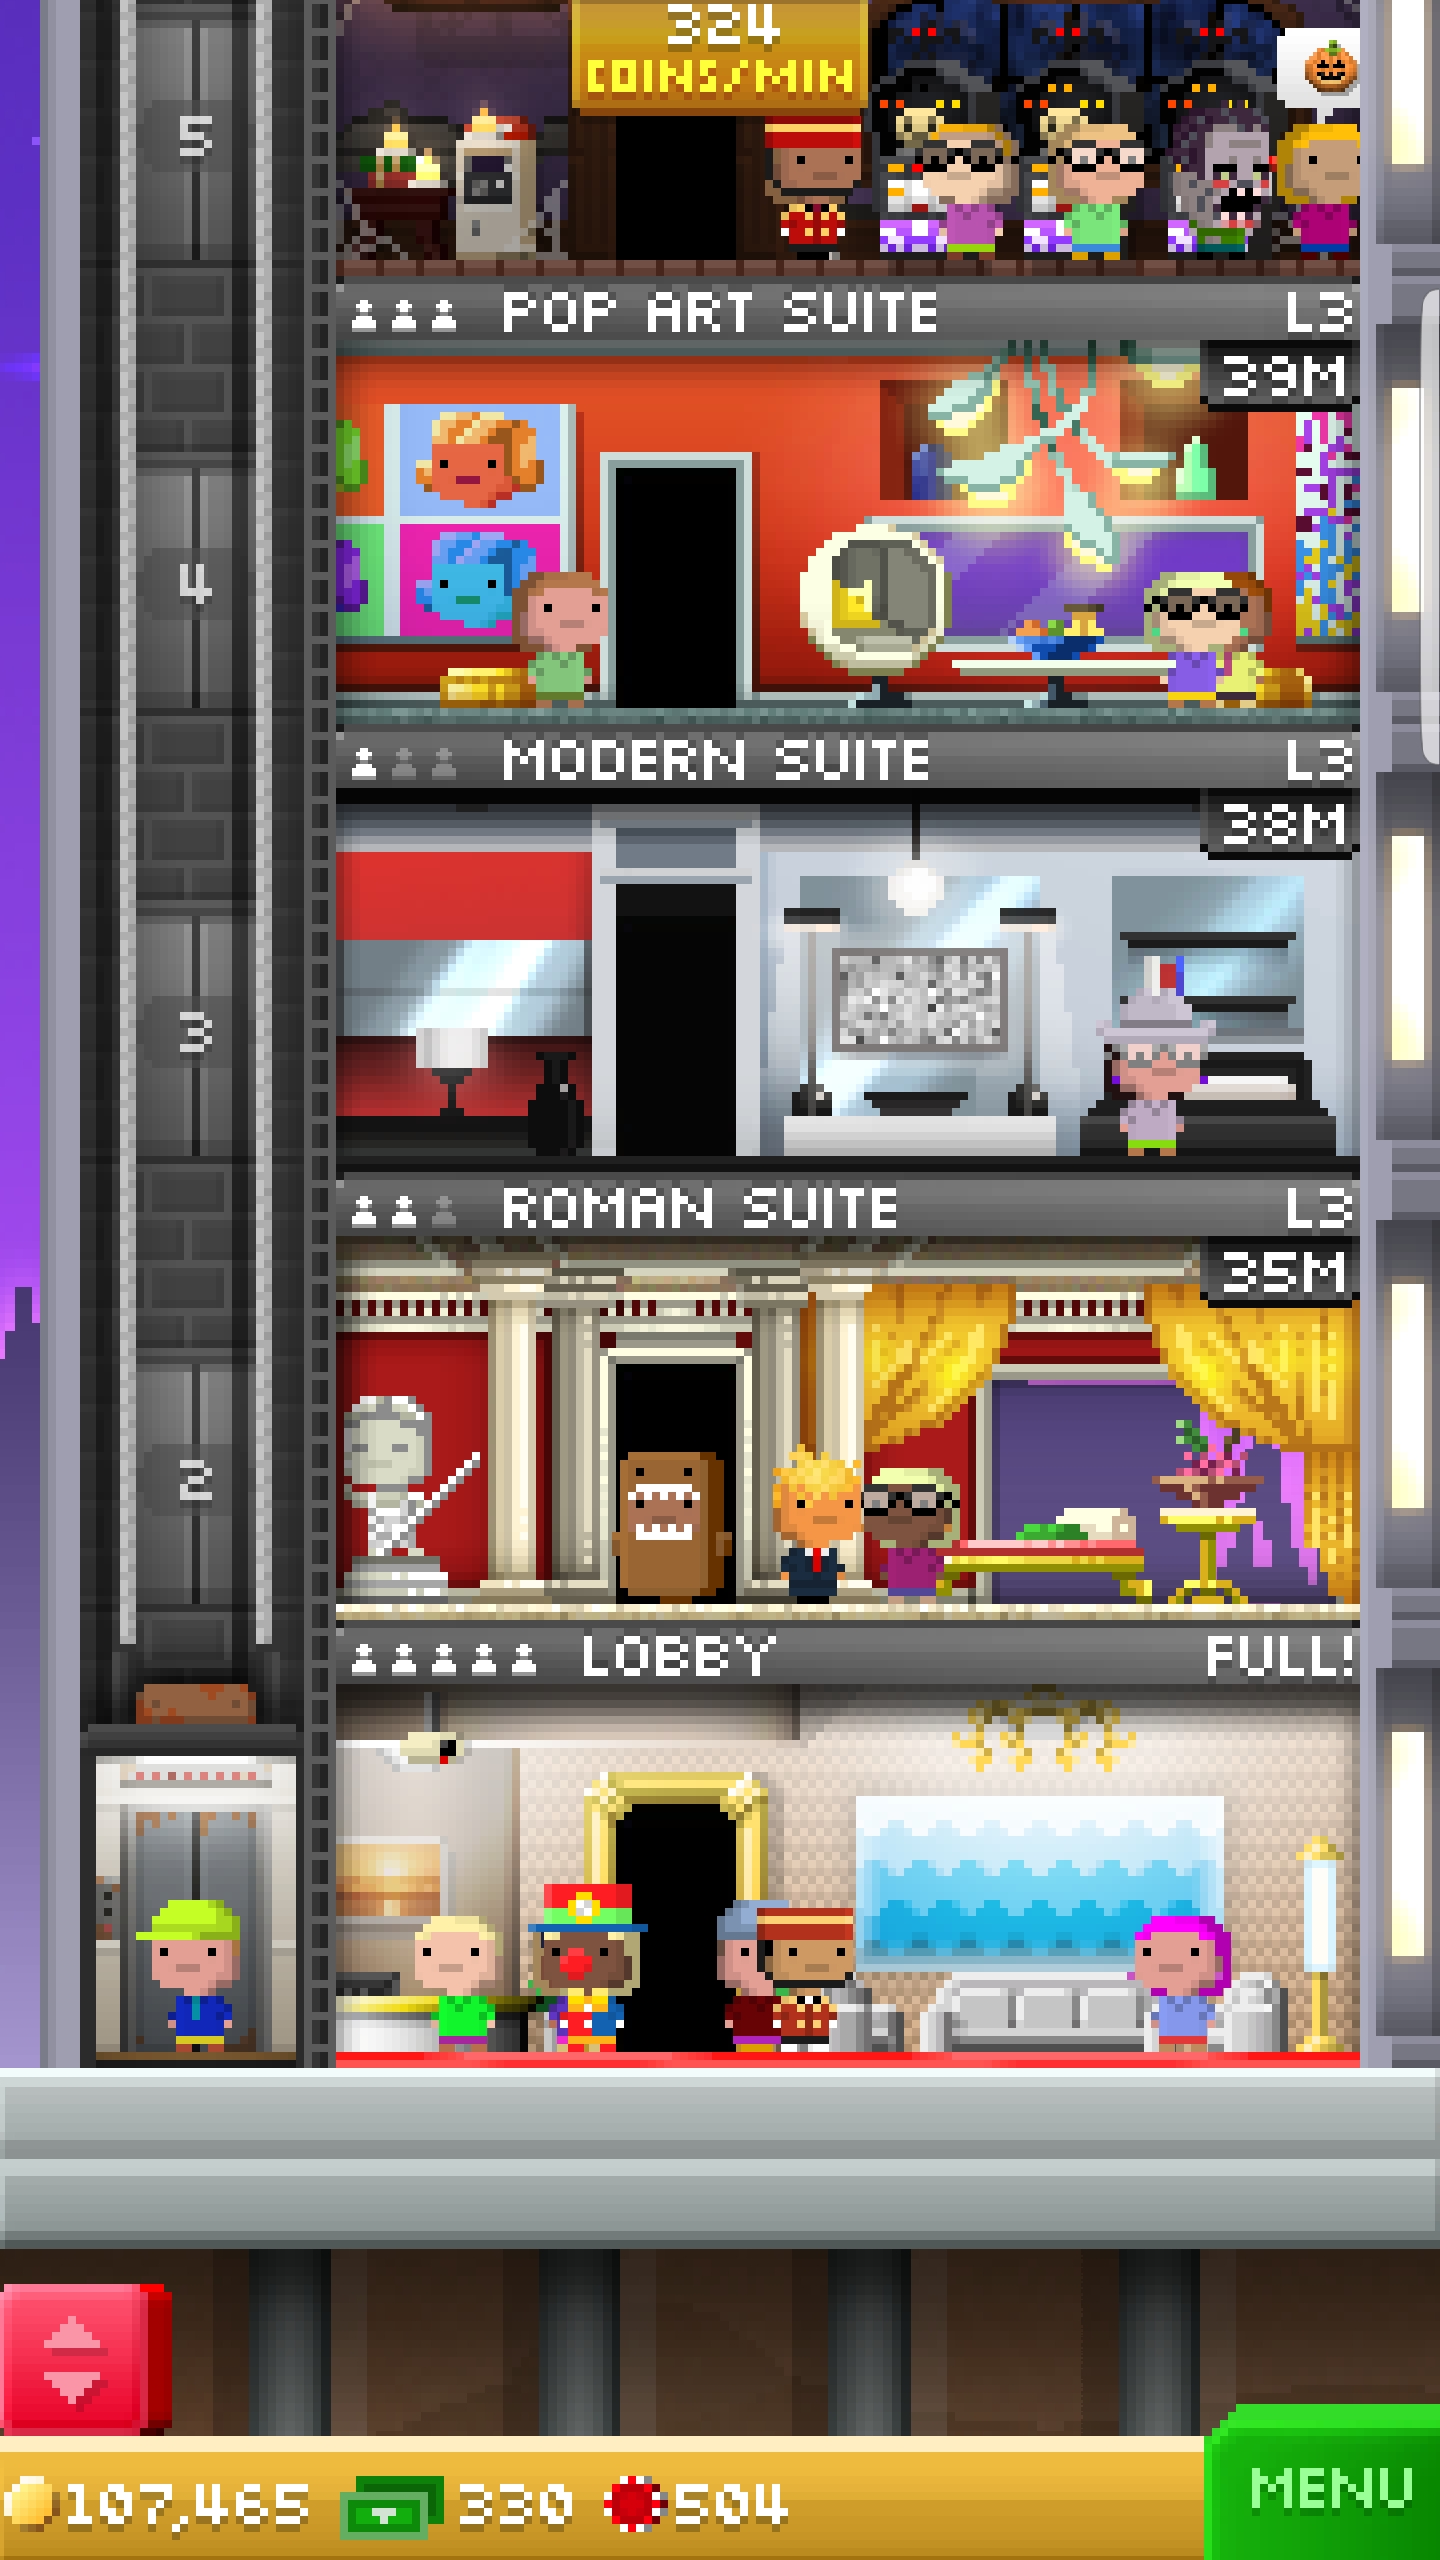 324
COINS/MIN
5
POP ART SUITE L3
39M
4
MODERN SUITE L3
38M
3
ROMAN SUITE L3
35M
2
LOBBY FULL!
107,465 330 504
MENU